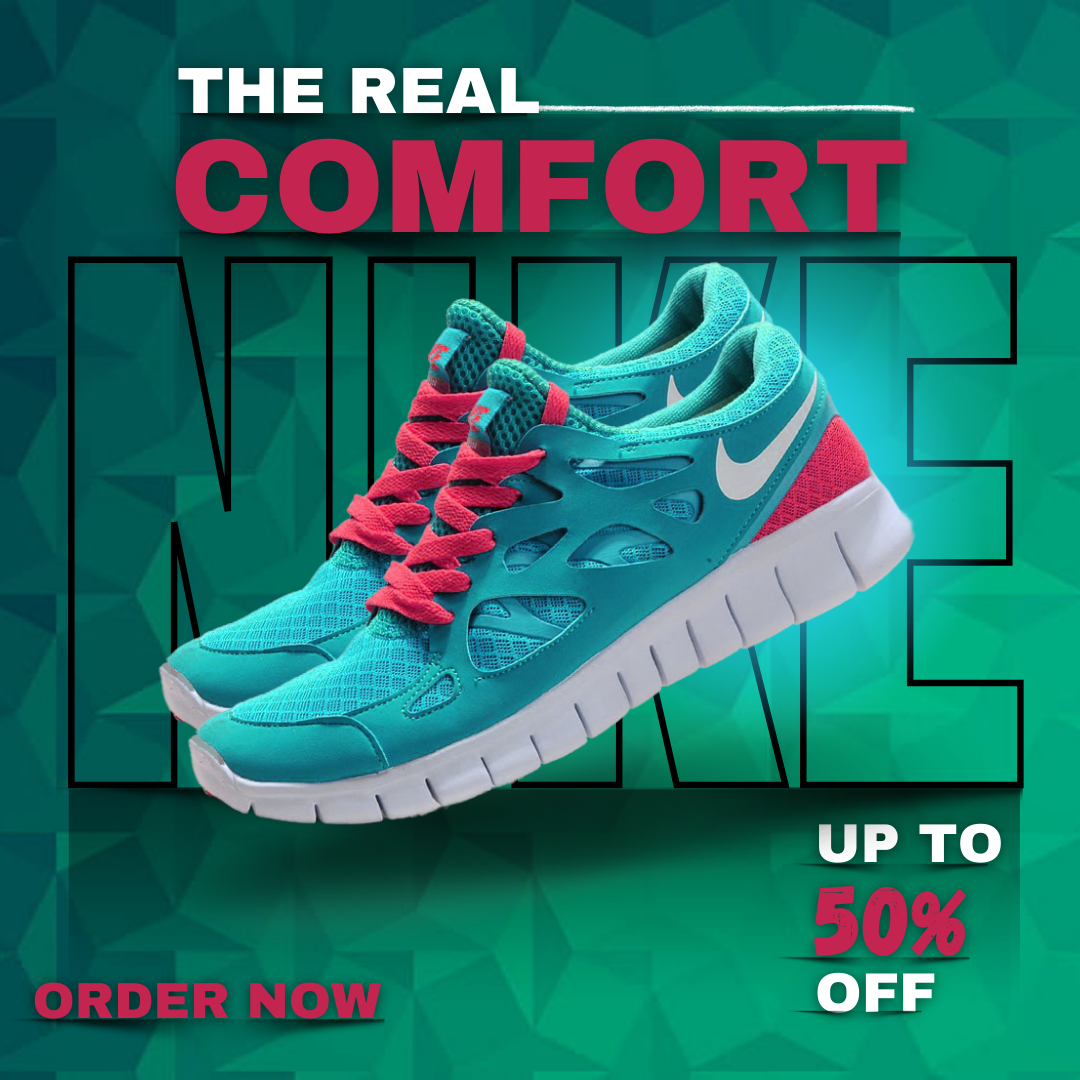 THE REAL
COMFORT
NIKE
UP TO
50%
OFF
ORDER NOW